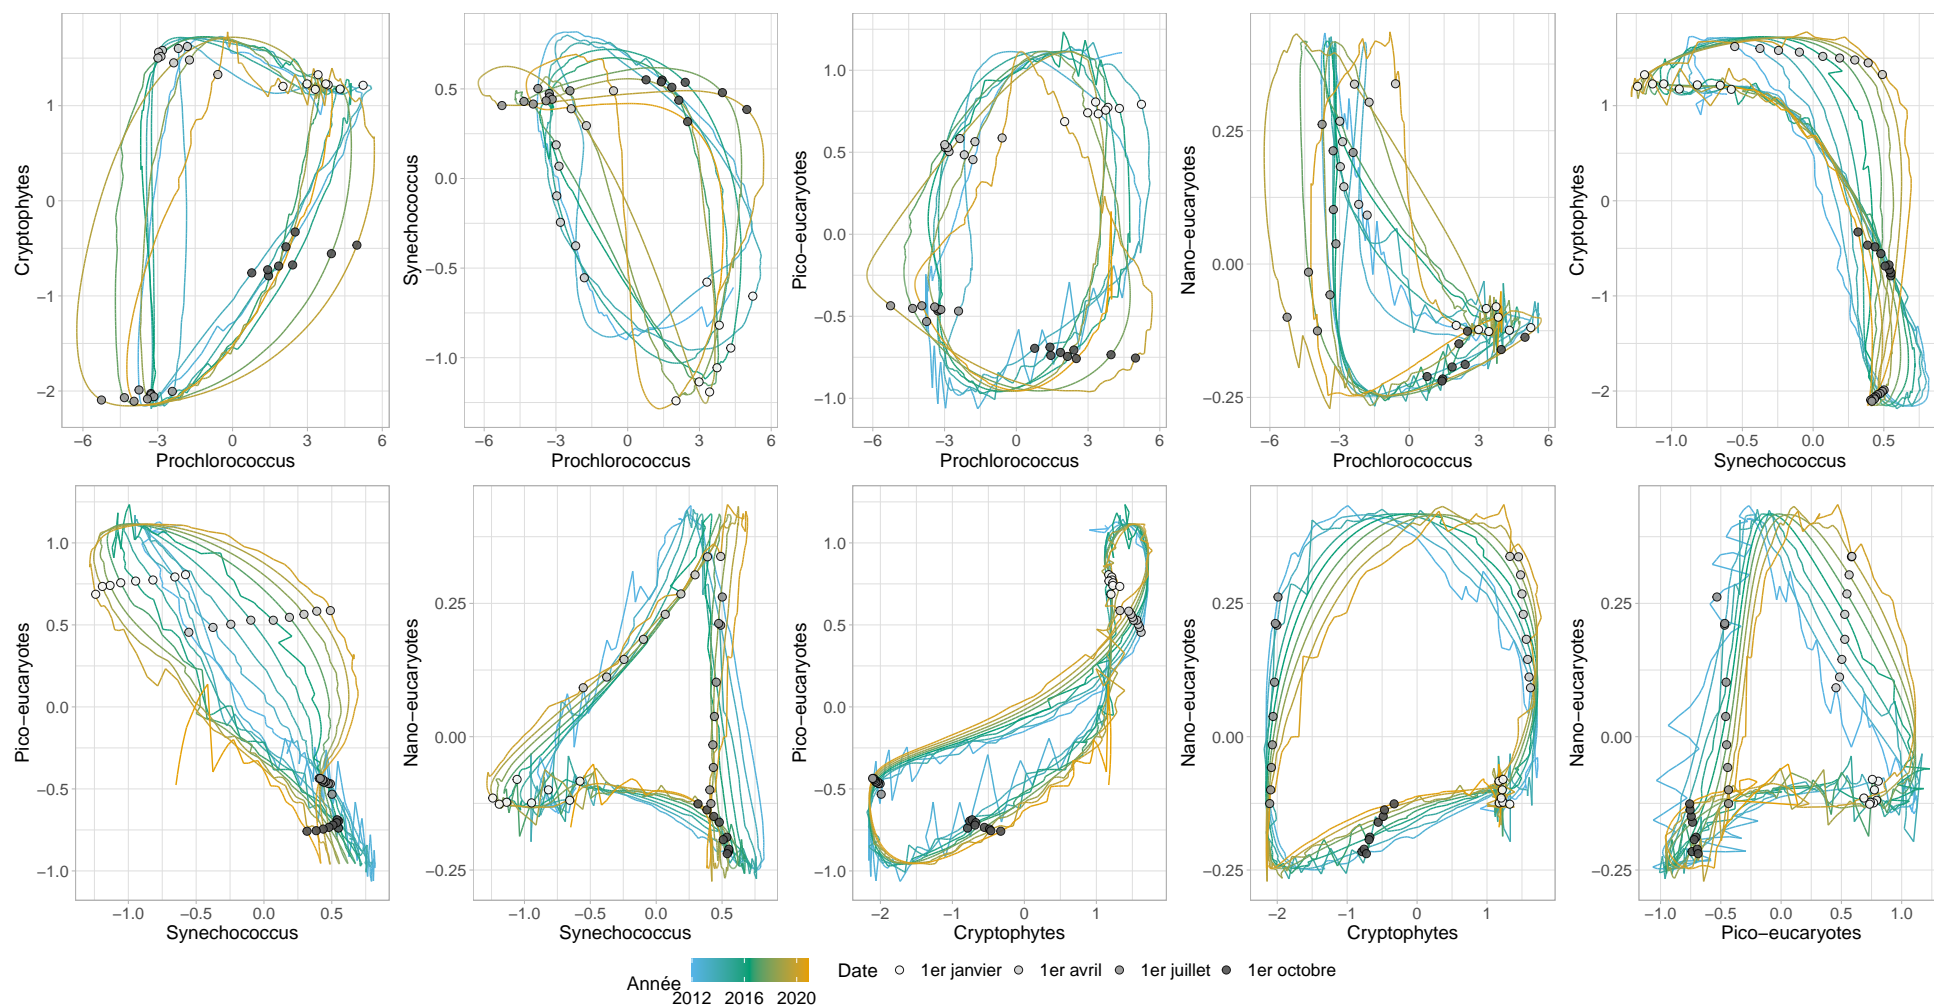 Cryptophytes
1
0
−1
−2
−6 −3 0 3 6
Prochlorococcus
Synechococcus
0.5
0.0
−0.5
−1.0
−6 −3 0 3 6
Prochlorococcus
Pico−eucaryotes
1.0
0.5
0.0
−0.5
−1.0
−6 −3 0 3 6
Prochlorococcus
Nano−eucaryotes
0.25
0.00
−0.25
−6 −3 0 3 6
Prochlorococcus
Cryptophytes
1
0
−1
−2
−1.0 −0.5 0.0 0.5
Synechococcus
Pico−eucaryotes
1.0
0.5
0.0
−0.5
−1.0
−1.0 −0.5 0.0 0.5
Synechococcus
Nano−eucaryotes
0.25
0.00
−0.25
−1.0 −0.5 0.0 0.5
Synechococcus
Pico−eucaryotes
1.0
0.5
0.0
−0.5
−1.0
−2 −1 0 1
Cryptophytes
Nano−eucaryotes
0.25
0.00
−0.25
−2 −1 0 1
Cryptophytes
Nano−eucaryotes
0.25
0.00
−0.25
−1.0 −0.5 0.0 0.5 1.0
Pico−eucaryotes
Année
2012 2016 2020
Date 1er janvier 1er avril 1er juillet 1er octobre